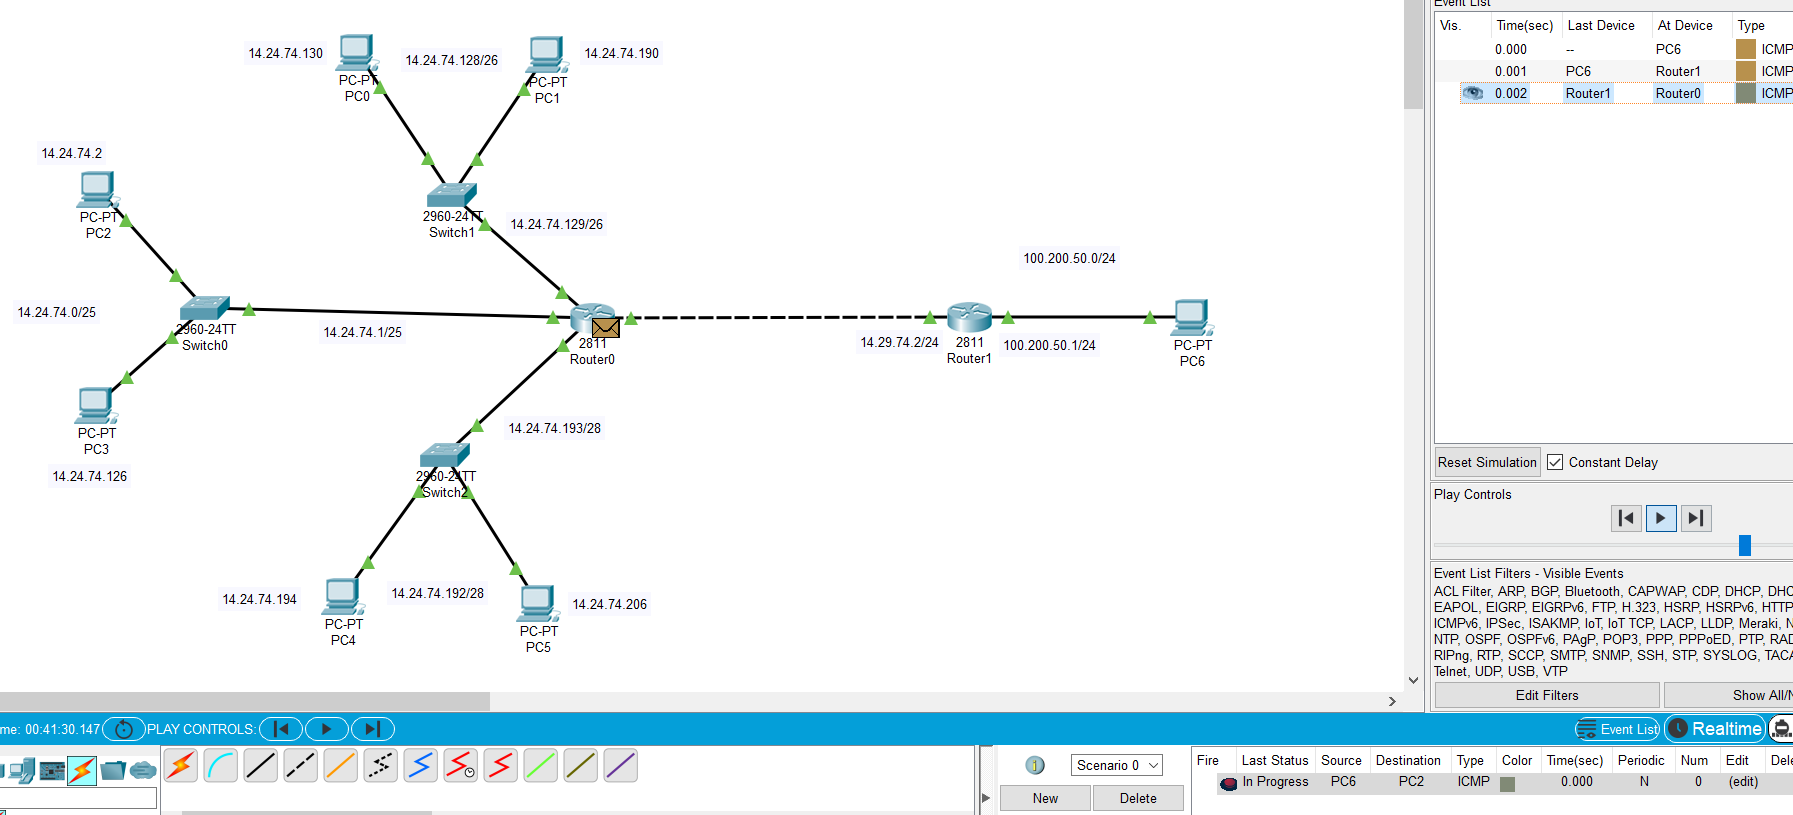 14.24.74.130
PC-PT
PC0
14.24.74.128/26
PC-PT
PC1
14.24.74.190
14.24.74.2
PC-PT
PC2
2960-24TT
Switch1
14.24.74.129/26
14.24.74.0/25
2960-24TT
Switch0
14.24.74.1/25
2811
Router0
100.200.50.0/24
14.29.74.2/24
2811
Router1
100.200.50.1/24
PC-PT
PC6
PC-PT
PC3
14.24.74.126
14.24.74.193/28
2960-24TT
Switch2
14.24.74.194
PC-PT
PC4
14.24.74.192/28
PC-PT
PC5
14.24.74.206
Event List
Vis. Time(sec) Last Device At Device Type
0.000 -- PC6 ICMP
0.001 PC6 Router1 ICMP
0.002 Router1 Router0 ICMP
Reset Simulation Constant Delay
Play Controls
Event List Filters - Visible Events
ACL Filter, ARP, BGP, Bluetooth, CAPWAP, CDP, DHCP, DHC
EAPOL, EIGRP, EIGRPv6, FTP, H.323, HSRP, HSRPv6, HTTP
ICMPv6, IPSec, ISAKMP, IoT, IoT TCP, LACP, LLDP, Meraki, N
NTP, OSPF, OSPFv6, PAgP, POP3, PPP, PPPoED, PTP, RAD
RIPng, RTP, SCCP, SMTP, SNMP, SSH, STP, SYSLOG, TACA
Telnet, UDP, USB, VTP
Edit Filters Show All/N
me: 00:41:30.147 PLAY CONTROLS: Event List Realtime
Scenario 0
New Delete
Fire Last Status Source Destination Type Color Time(sec) Periodic Num Edit Dele
In Progress PC6 PC2 ICMP 0.000 N 0 (edit)